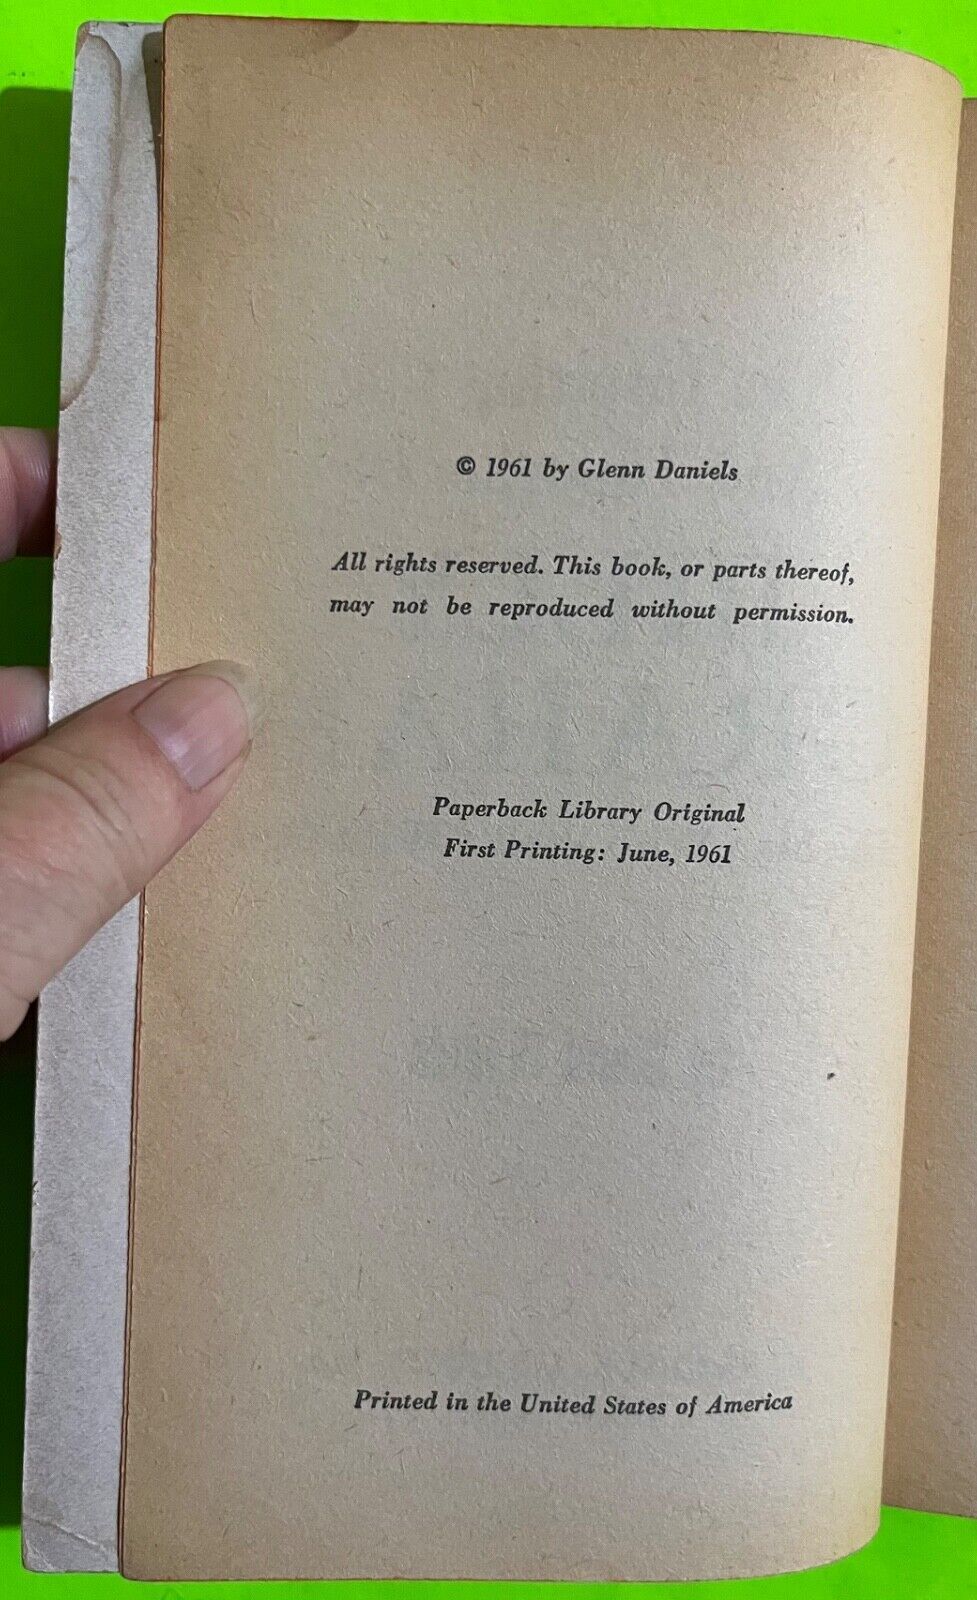 © 1961 by Glenn Daniels
All rights reserved. This book, or parts thereof,
may not be reproduced without permission.
Paperback Library Original
First Printing: June, 1961
Printed in the United States of America